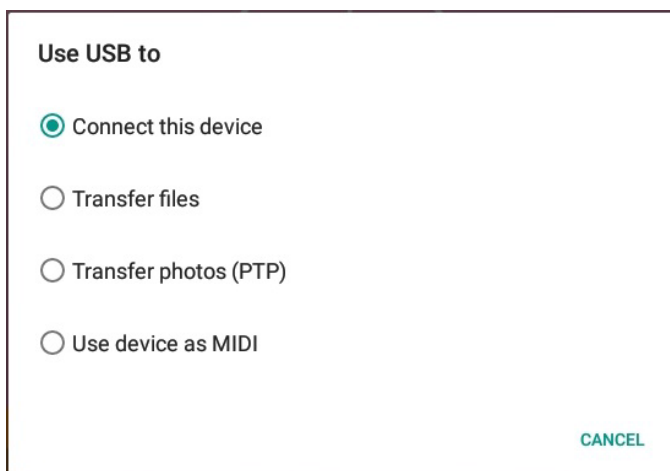 Use USB to
Connect this device
Transfer files
Transfer photos (PTP)
Use device as MIDI
CANCEL